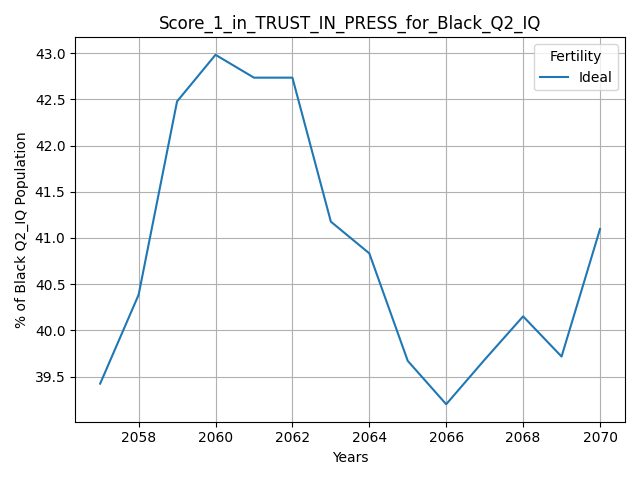 Score_1_in_TRUST_IN_PRESS_for_Black_Q2_IQ
Fertility
Ideal
% of Black Q2_IQ Population
43.0
42.5
42.0
41.5
41.0
40.5
40.0
39.5
2058 2060 2062 2064 2066 2068 2070
Years